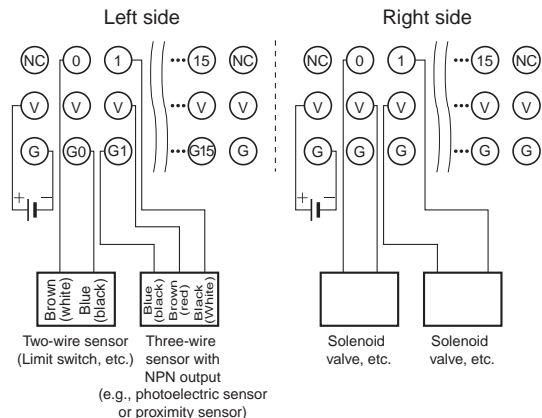 Left side
Right side
NC 0 1 ···15 NC
V V V ···V V
G G0 G1 ···G15 G
+ −
NC 0 1 ···15 NC
V V V ···V V
G G G ···G G
+ −
Brown
(white)
Blue
(black)
Blue
(black)
Brown
(red)
Black
(White)
Two-wire sensor
(Limit switch, etc.)
Three-wire
sensor with
NPN output
(e.g., photoelectric sensor
or proximity sensor)
Solenoid
valve, etc.
Solenoid
valve, etc.